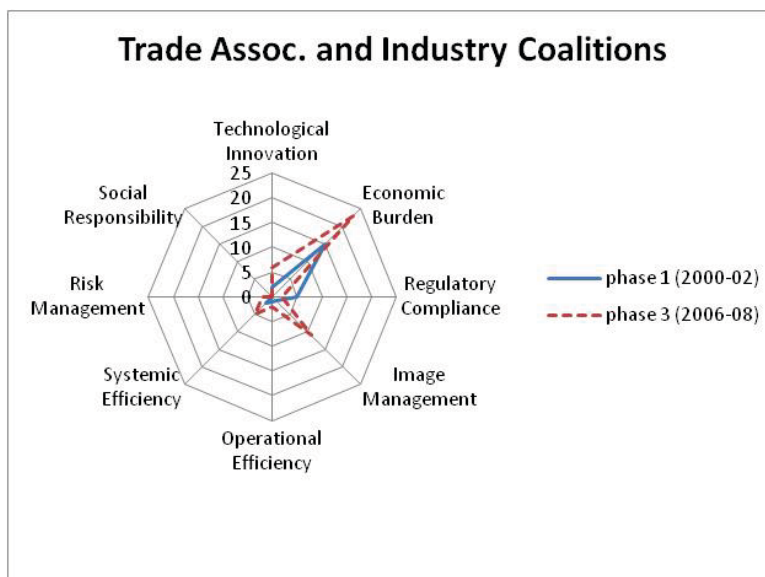 Trade Assoc. and Industry Coalitions
Technological
Innovation
Economic
Burden
Regulatory
Compliance
Image
Management
Operational
Efficiency
Systemic
Efficiency
Risk
Management
Social
Responsibility
25
20
15
10
5
0
phase 1 (2000-02)
phase 3 (2006-08)